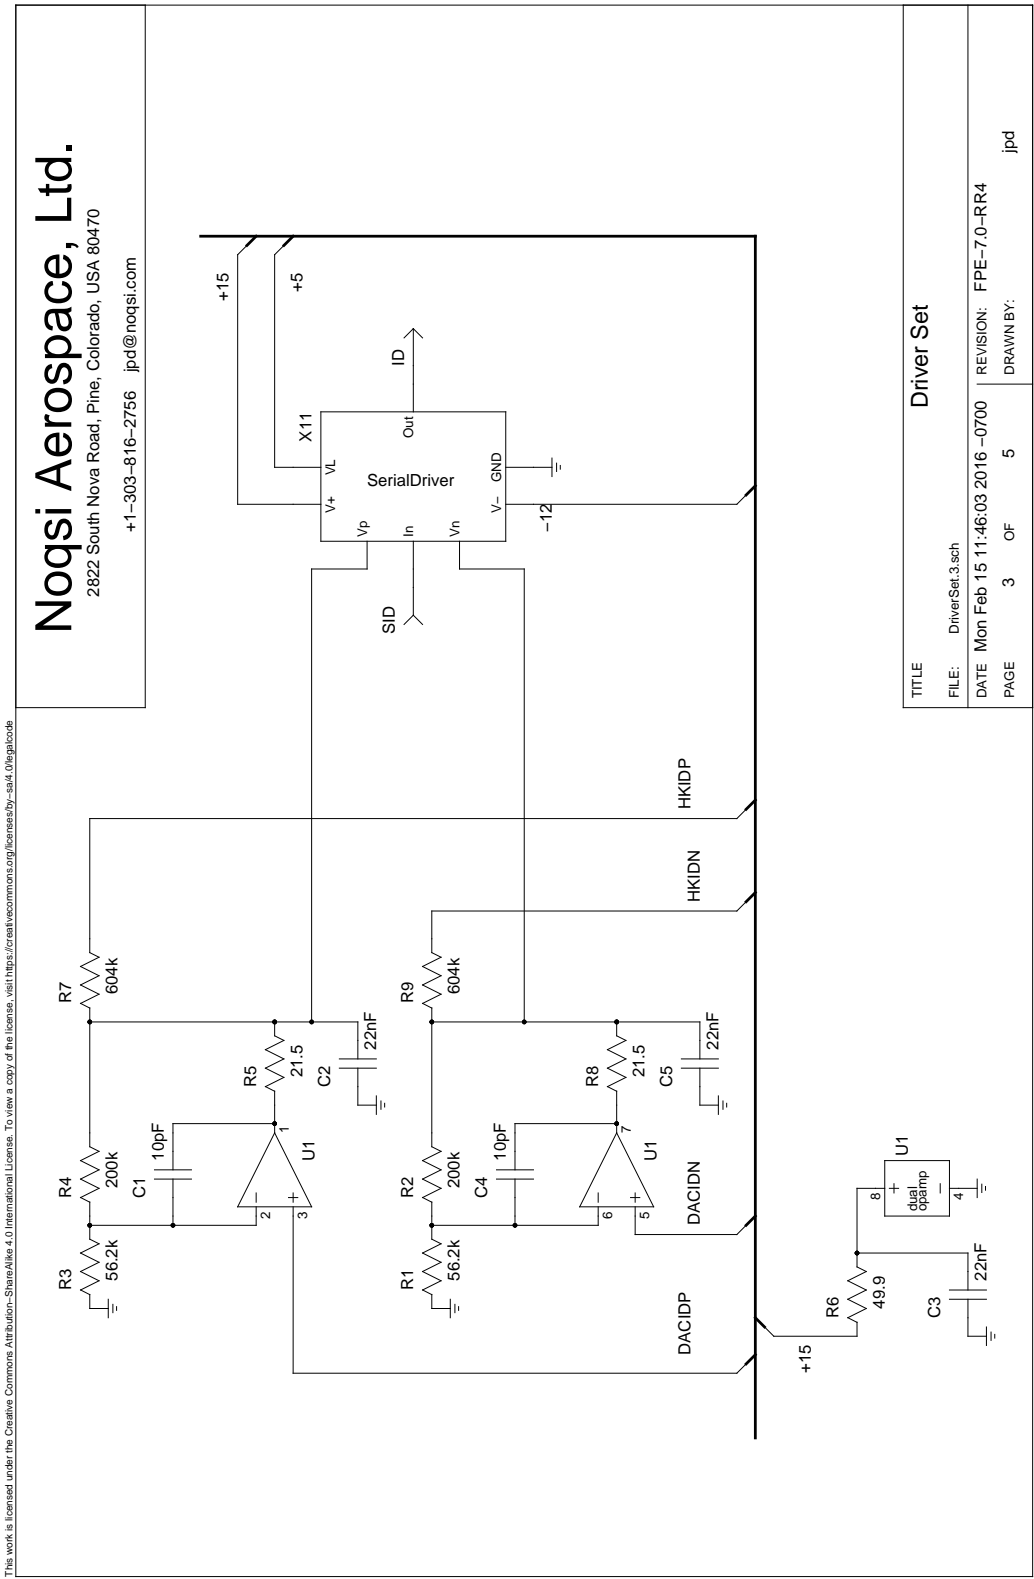 This work is licensed under the Creative Commons Attribution−ShareAlike 4.0 International License. To view a copy of the license, visit https://creativecommons.org/licenses/by−sa/4.0/legalcode
Noqsi Aerospace, Ltd.
2822 South Nova Road, Pine, Colorado, USA 80470
+1−303−816−2756 jpd@noqsi.com
R3
56.2k
R4
200k
C1
10pF
R7
604k
2
3
1
−
+
U1
R5
21.5
C2
22nF
R1
56.2k
R2
200k
C4
10pF
R9
604k
6
5
7
−
+
U1
R8
21.5
C5
22nF
DACIDP
DACIDN
HKIDN
HKIDP
+15
+5
X11
SerialDriver
V+
VL
Vp
In
Vn
V−
GND
Out
SID
ID
−12
+15
R6
49.9
C3
22nF
U1
8
+
dual
opamp
−
4
TITLE
Driver Set
FILE: DriverSet.3.sch
REVISION: FPE−7.0−RR4
DATE Mon Feb 15 11:46:03 2016 −0700
PAGE 3 OF 5
DRAWN BY: jpd